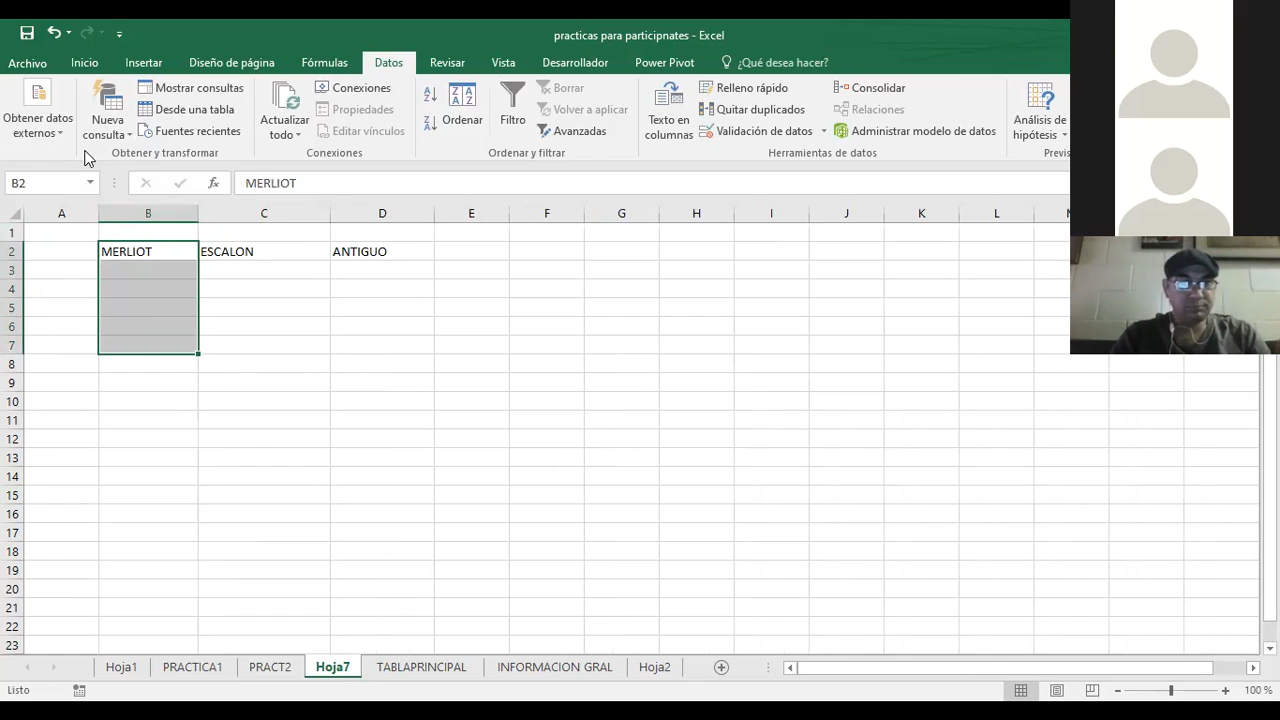 practicas para participnates - Excel
Archivo Inicio Insertar Diseño de página Fórmulas Datos Revisar Vista Desarrollador Power Pivot ¿Qué desea hacer?
Obtener datos externos
Nueva consulta
Mostrar consultas
Desde una tabla
Fuentes recientes
Obtener y transformar
Actualizar todo
Conexiones
Propiedades
Editar vínculos
Conexiones
Ordenar
Filtro
Borrar
Volver a aplicar
Avanzadas
Ordenar y filtrar
Texto en columnas
Relleno rápido
Quitar duplicados
Validación de datos
Consolidar
Relaciones
Administrar modelo de datos
Herramientas de datos
Análisis de hipótesis
Previs
B2 fx MERLIOT
A B C D E F G H I J K L
1
2 MERLIOT ESCALON ANTIGUO
3
4
5
6
7
8
9
10
11
12
13
14
15
16
17
18
19
20
21
22
23
Hoja1 PRACTICA1 PRACT2 Hoja7 TABLAPRINCIPAL INFORMACION GRAL Hoja2
Listo 100 %